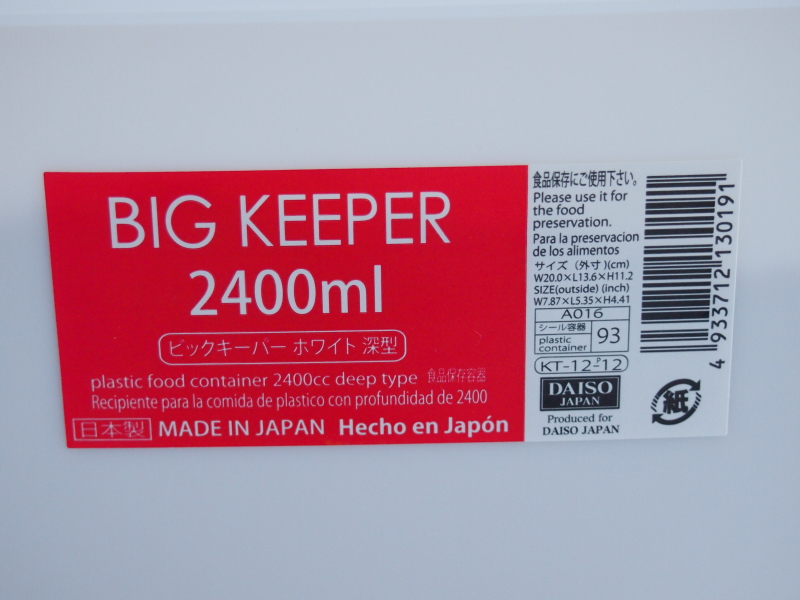 BIG KEEPER
2400ml
ビックキーパー ホワイト 深型
plastic food container 2400cc deep type 食品保存容器
Recipiente para la comida de plastico con profundidad de 2400
日本製 MADE IN JAPAN Hecho en Japón
食品保存にご使用下さい。
Please use it for
the food
preservation.
Para la preservacion
de los alimentos
サイズ（外寸）(cm)
W20.0×L13.6×H11.2
SIZE(outside) (inch)
W7.87×L5.35×H4.41
A016
シール容器
plastic
container
93
KT-12-P-12
DAISO
JAPAN
Produced for
DAISO JAPAN
4 933712 130191
紙